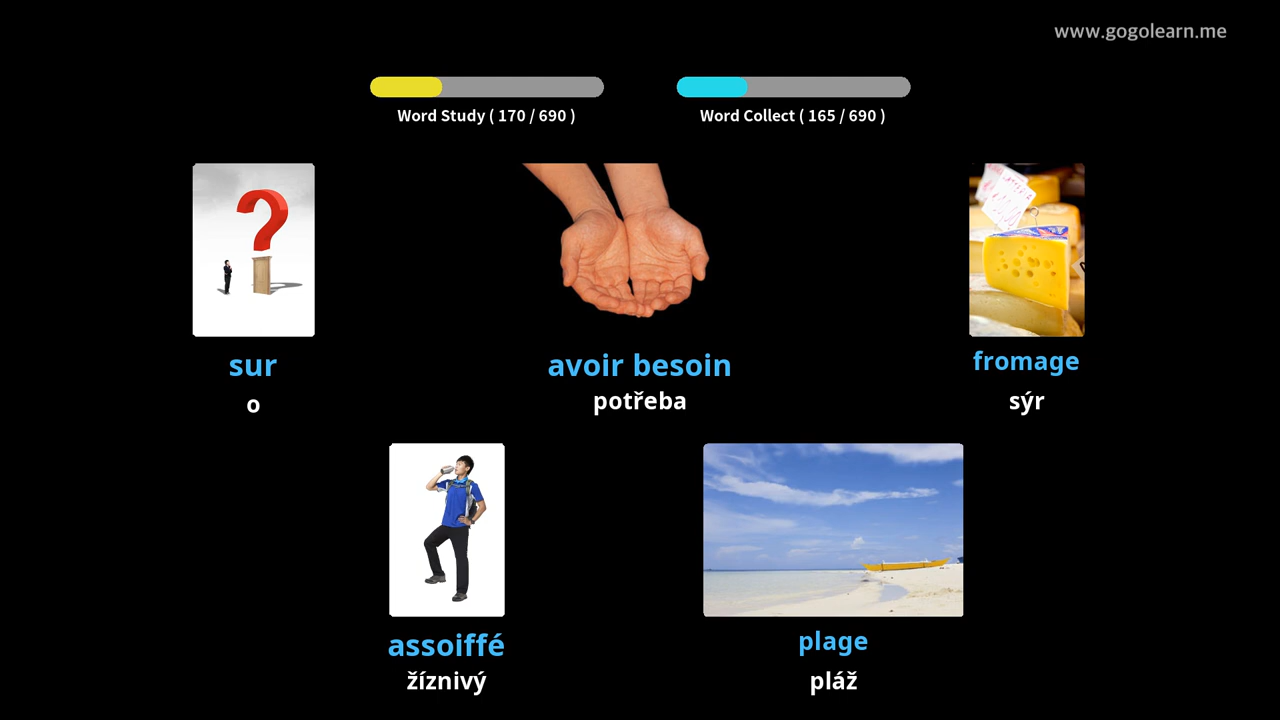 www.gogolearn.me
Word Study ( 170 / 690 )
Word Collect ( 165 / 690 )
sur
o
avoir besoin
potřeba
fromage
sýr
assoiffé
žíznivý
plage
pláž